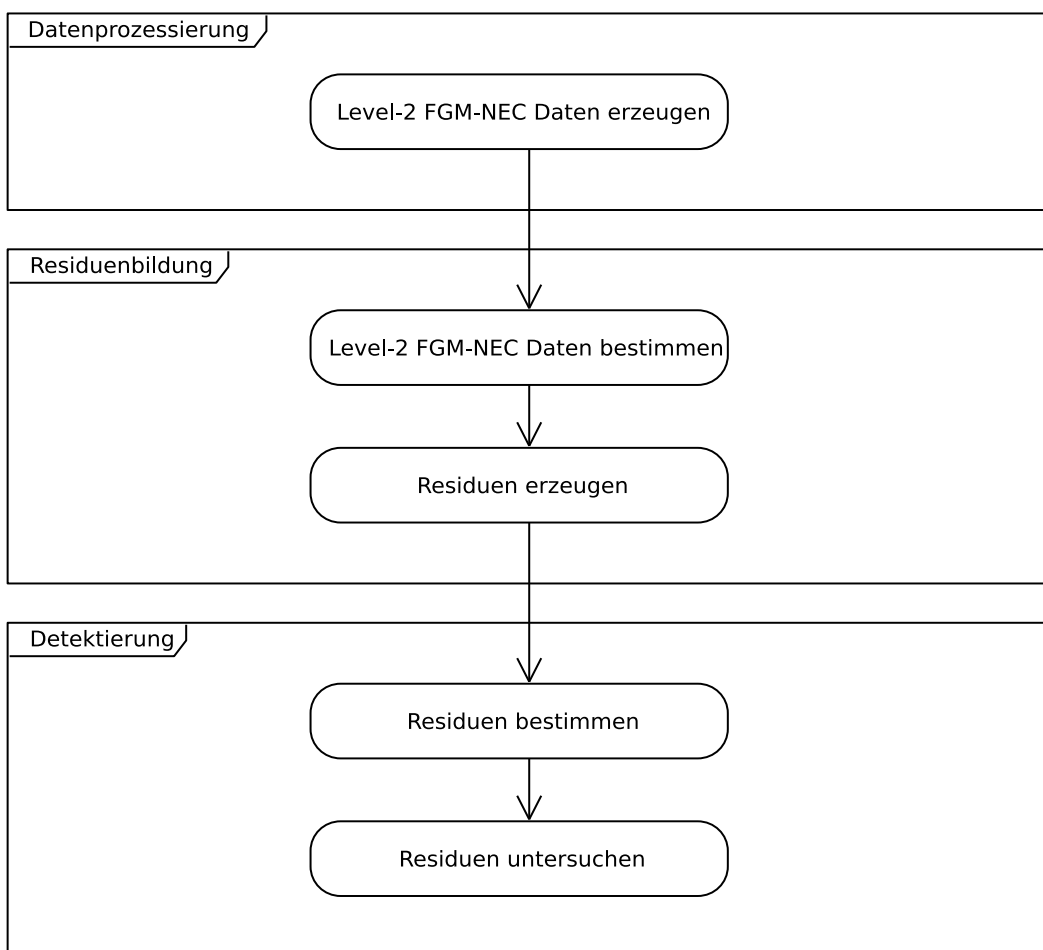 Datenprozessierung
Level-2 FGM-NEC Daten erzeugen
Residuenbildung
Level-2 FGM-NEC Daten bestimmen
Residuen erzeugen
Detektierung
Residuen bestimmen
Residuen untersuchen